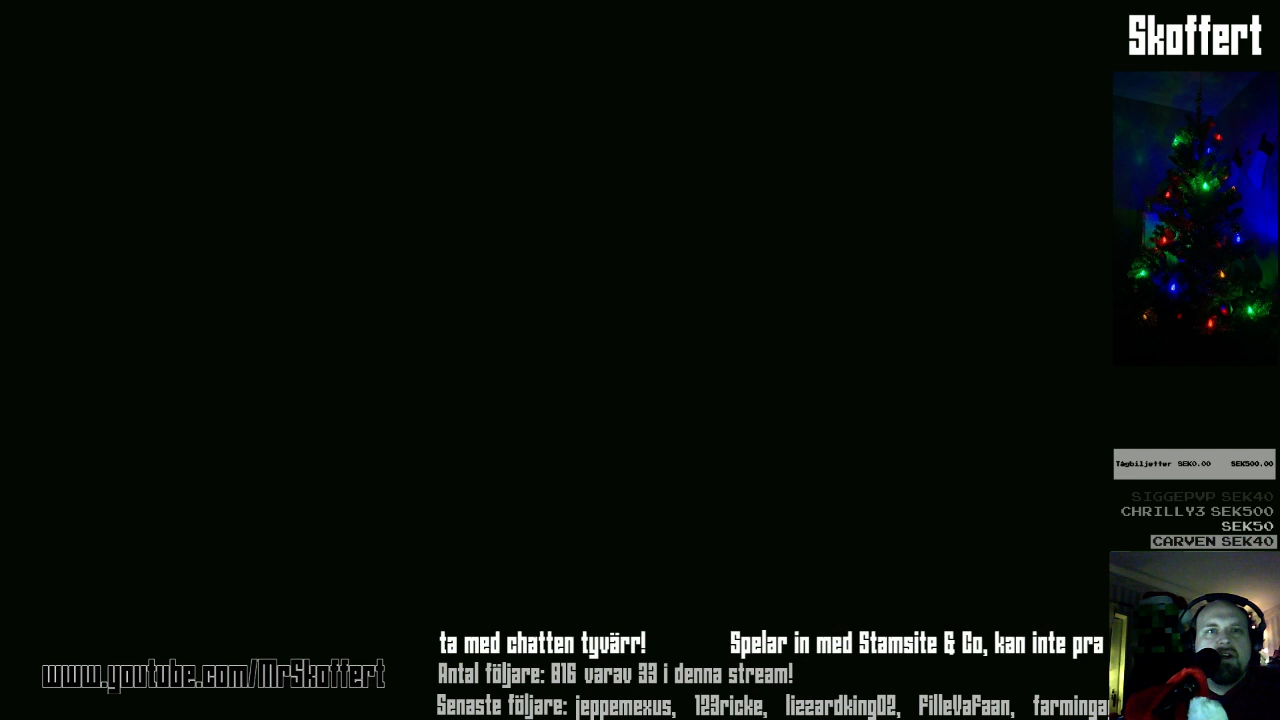 Skoffert
Tågbiljetter SEK0.00 SEK500.00
SIGGEPVP SEK40
CHRILLY3 SEK500
SEK50
CARVEN SEK40
ta med chatten tyvärr! Spelar in med Stamsite & Co, kan inte pra
www.youtube.com/MrSkoffert
Antal följare: 816 varav 33 i denna stream!
Senaste följare: jeppemexus, 123ricke, lizzardking02, FilleVaFaan, farminga